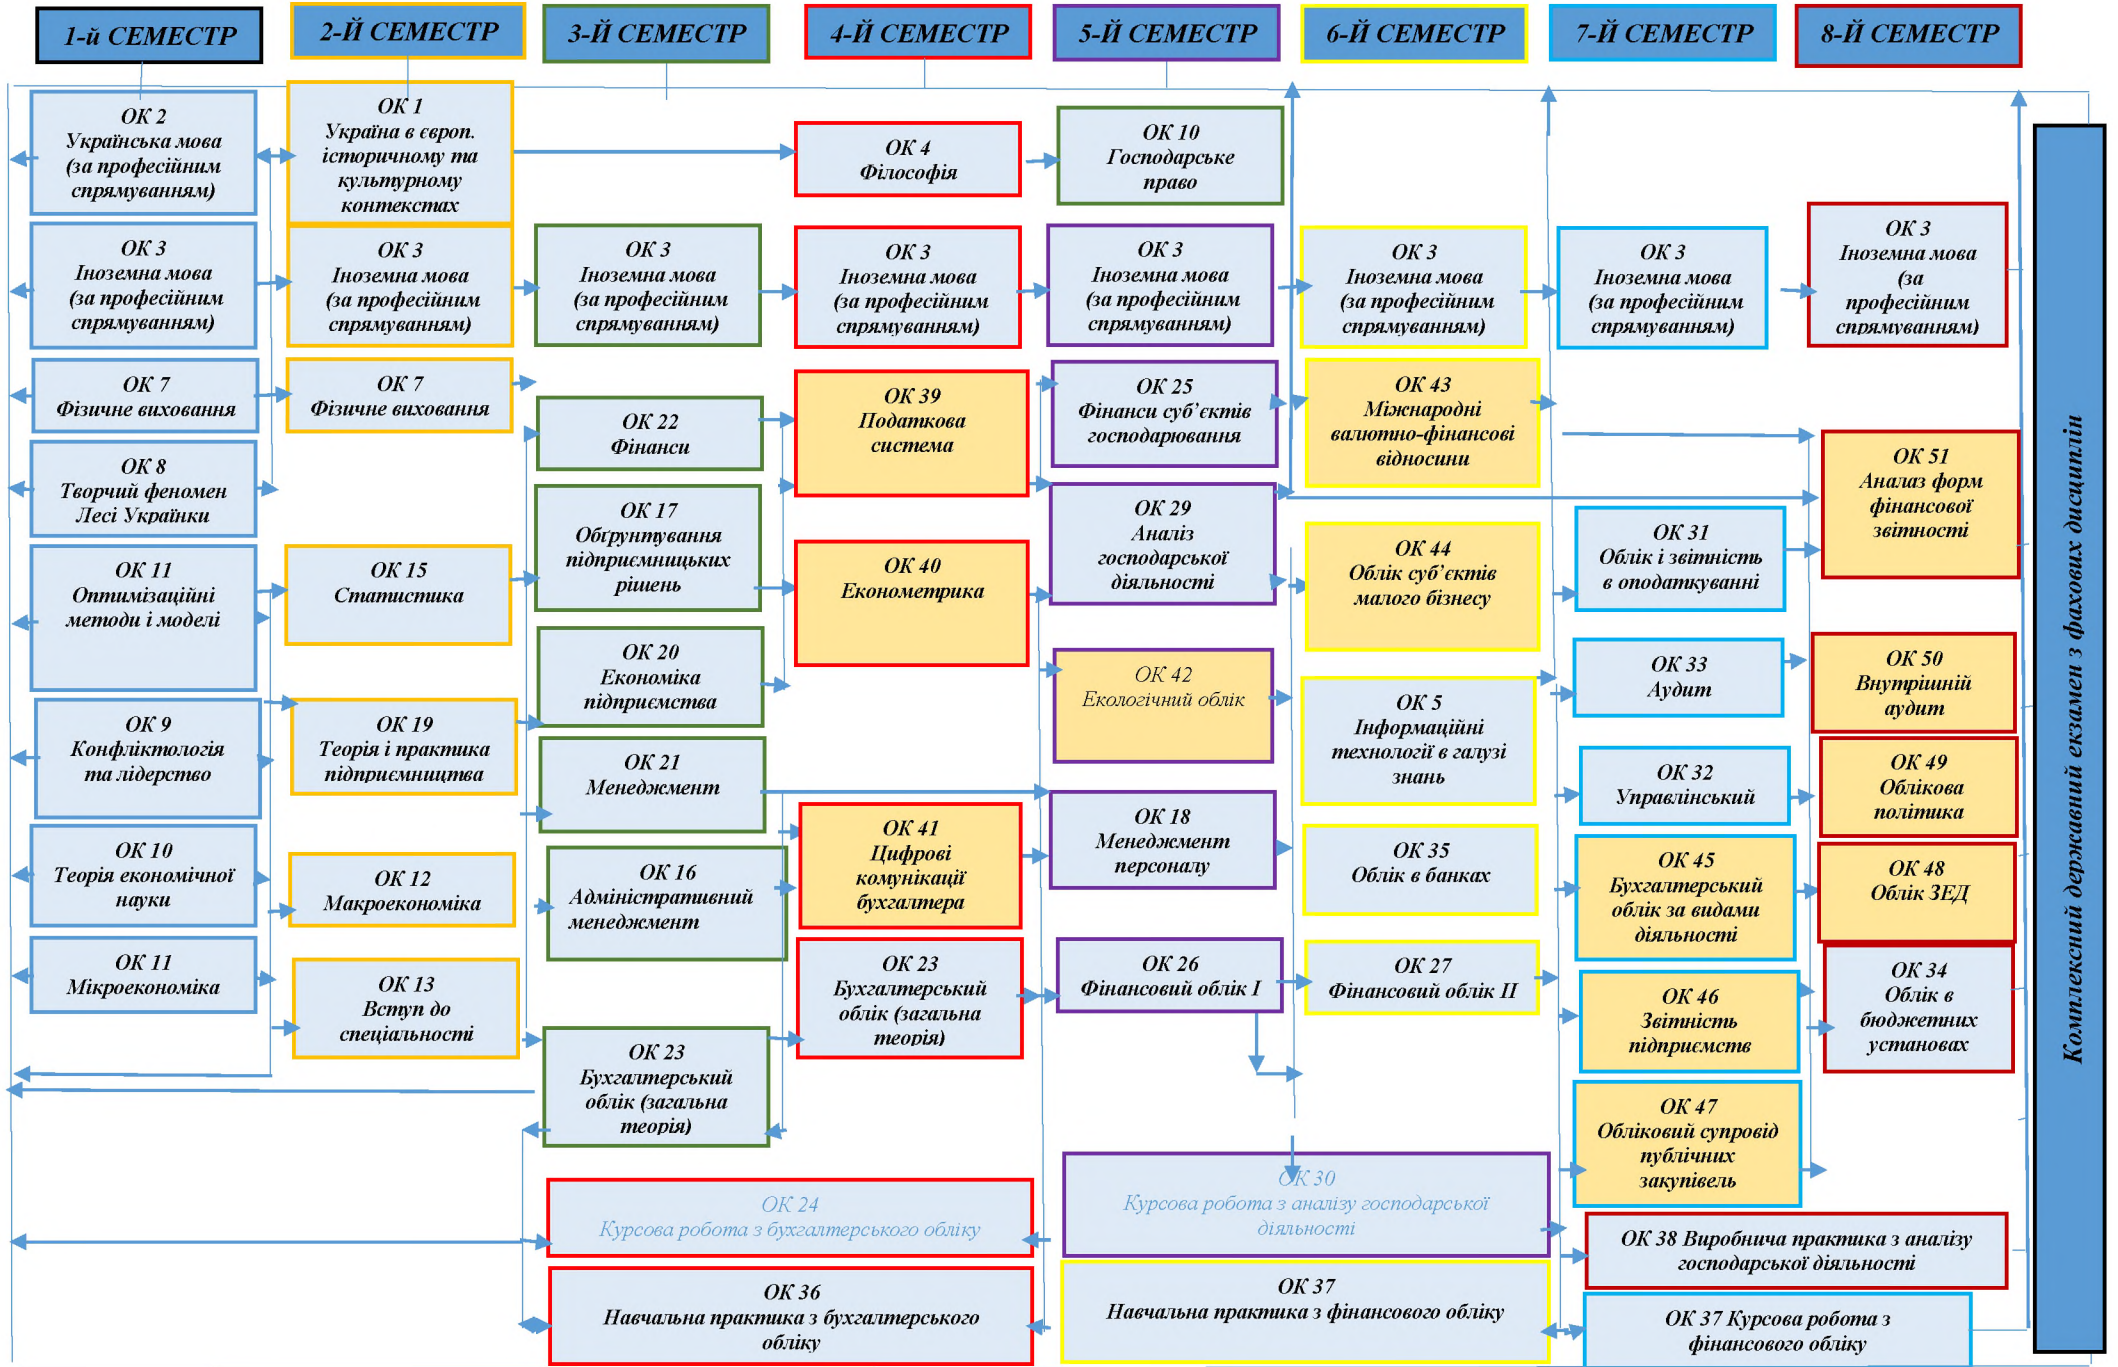 1-й СЕМЕСТР
2-Й СЕМЕСТР
3-Й СЕМЕСТР
4-Й СЕМЕСТР
5-Й СЕМЕСТР
6-Й СЕМЕСТР
7-Й СЕМЕСТР
8-Й СЕМЕСТР
ОК 2
Українська мова
(за професійним
спрямуванням)
ОК 3
Іноземна мова
(за професійним
спрямуванням)
ОК 7
Фізичне виховання
ОК 8
Творчий феномен
Лесі Українки
ОК 11
Оптимізаційні
методи і моделі
ОК 9
Конфліктологія
та лідерство
ОК 10
Теорія економічної
науки
ОК 11
Мікроекономіка
ОК 1
Україна в європ.
історичному та
культурному
контекстах
ОК 3
Іноземна мова
(за професійним
спрямуванням)
ОК 7
Фізичне виховання
ОК 15
Статистика
ОК 19
Теорія і практика
підприємництва
ОК 12
Макроекономіка
ОК 13
Вступ до
спеціальності
ОК 3
Іноземна мова
(за професійним
спрямуванням)
ОК 22
Фінанси
ОК 17
Обґрунтування
підприємницьких
рішень
ОК 20
Економіка
підприємства
ОК 21
Менеджмент
ОК 16
Адміністративний
менеджмент
ОК 23
Бухгалтерський
облік (загальна
теорія)
ОК 4
Філософія
ОК 3
Іноземна мова
(за професійним
спрямуванням)
ОК 39
Податкова
система
ОК 40
Економетрика
ОК 41
Цифрові
комунікації
бухгалтера
ОК 23
Бухгалтерський
облік (загальна
теорія)
ОК 24
Курсова робота з бухгалтерського обліку
ОК 36
Навчальна практика з бухгалтерського
обліку
ОК 10
Господарське
право
ОК 3
Іноземна мова
(за професійним
спрямуванням)
ОК 25
Фінанси суб’єктів
господарювання
ОК 29
Аналіз
господарської
діяльності
ОК 42
Екологічний облік
ОК 18
Менеджмент
персоналу
ОК 26
Фінансовий облік І
ОК 30
Курсова робота з аналізу господарської
діяльності
ОК 37
Навчальна практика з фінансового обліку
ОК 3
Іноземна мова
(за професійним
спрямуванням)
ОК 43
Міжнародні
валютно-фінансові
відносини
ОК 44
Облік суб’єктів
малого бізнесу
ОК 5
Інформаційні
технології в галузі
знань
ОК 35
Облік в банках
ОК 27
Фінансовий облік ІІ
ОК 3
Іноземна мова
(за професійним
спрямуванням)
ОК 31
Облік і звітність
в оподаткуванні
ОК 33
Аудит
ОК 32
Управлінський
ОК 45
Бухгалтерський
облік за видами
діяльності
ОК 46
Звітність
підприємств
ОК 47
Обліковий супровід
публічних
закупівель
ОК 38 Виробнича практика з аналізу
господарської діяльності
ОК 37 Курсова робота з
фінансового обліку
ОК 3
Іноземна мова
(за
професійним
спрямуванням)
ОК 51
Аналаз форм
фінансової
звітності
ОК 50
Внутрішній
аудит
ОК 49
Облікова
політика
ОК 48
Облік ЗЕД
ОК 34
Облік в
бюджетних
установах
Комплексний державний екзамен з фахових дисциплін